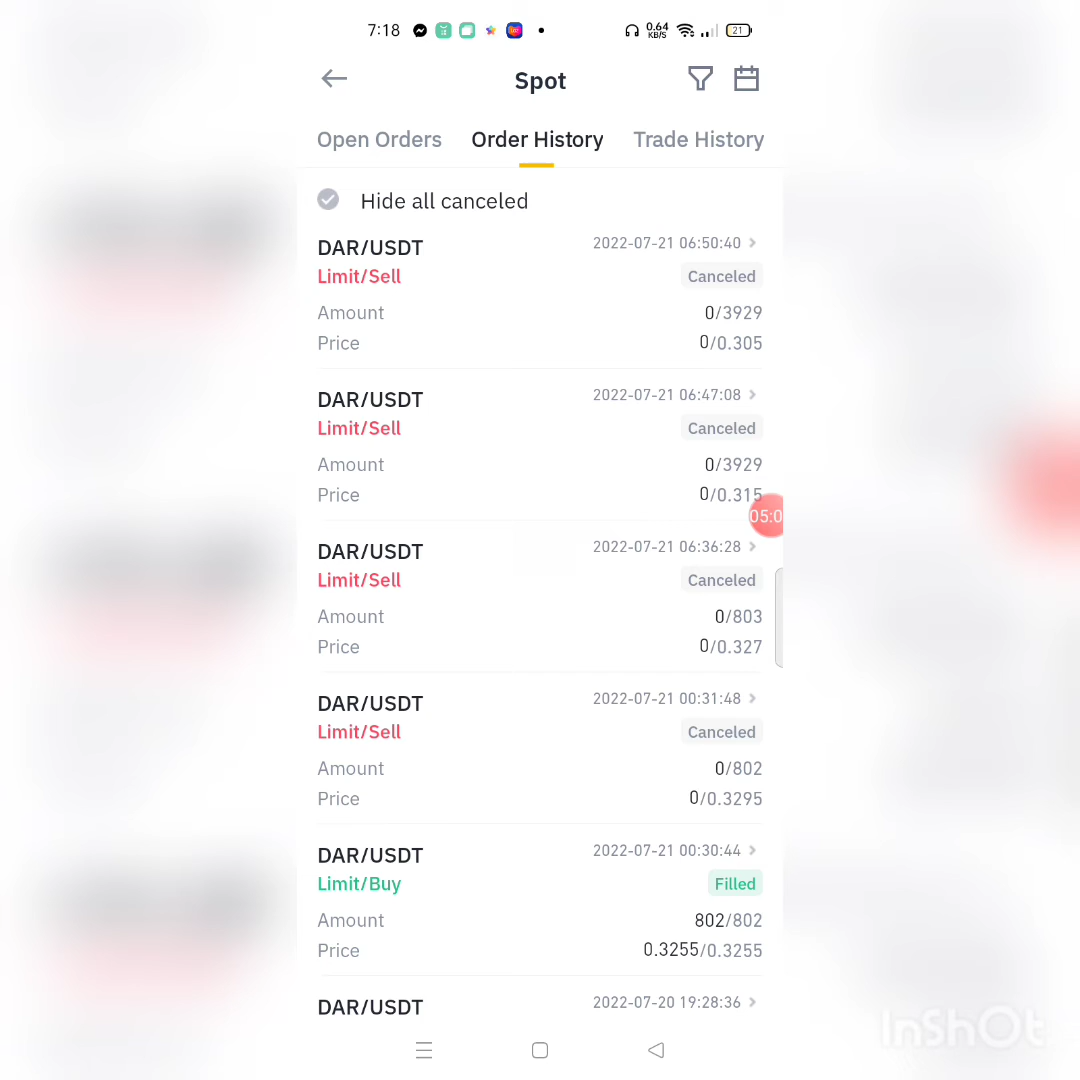 7:18 0.64 KB/S 21
Spot
Open Orders Order History Trade History
Hide all canceled
DAR/USDT 2022-07-21 06:50:40
Limit/Sell Canceled
Amount 0/3929
Price 0/0.305
DAR/USDT 2022-07-21 06:47:08
Limit/Sell Canceled
Amount 0/3929
Price 0/0.315
05:0
DAR/USDT 2022-07-21 06:36:28
Limit/Sell Canceled
Amount 0/803
Price 0/0.327
DAR/USDT 2022-07-21 00:31:48
Limit/Sell Canceled
Amount 0/802
Price 0/0.3295
DAR/USDT 2022-07-21 00:30:44
Limit/Buy Filled
Amount 802/802
Price 0.3255/0.3255
DAR/USDT 2022-07-20 19:28:36
InShOt